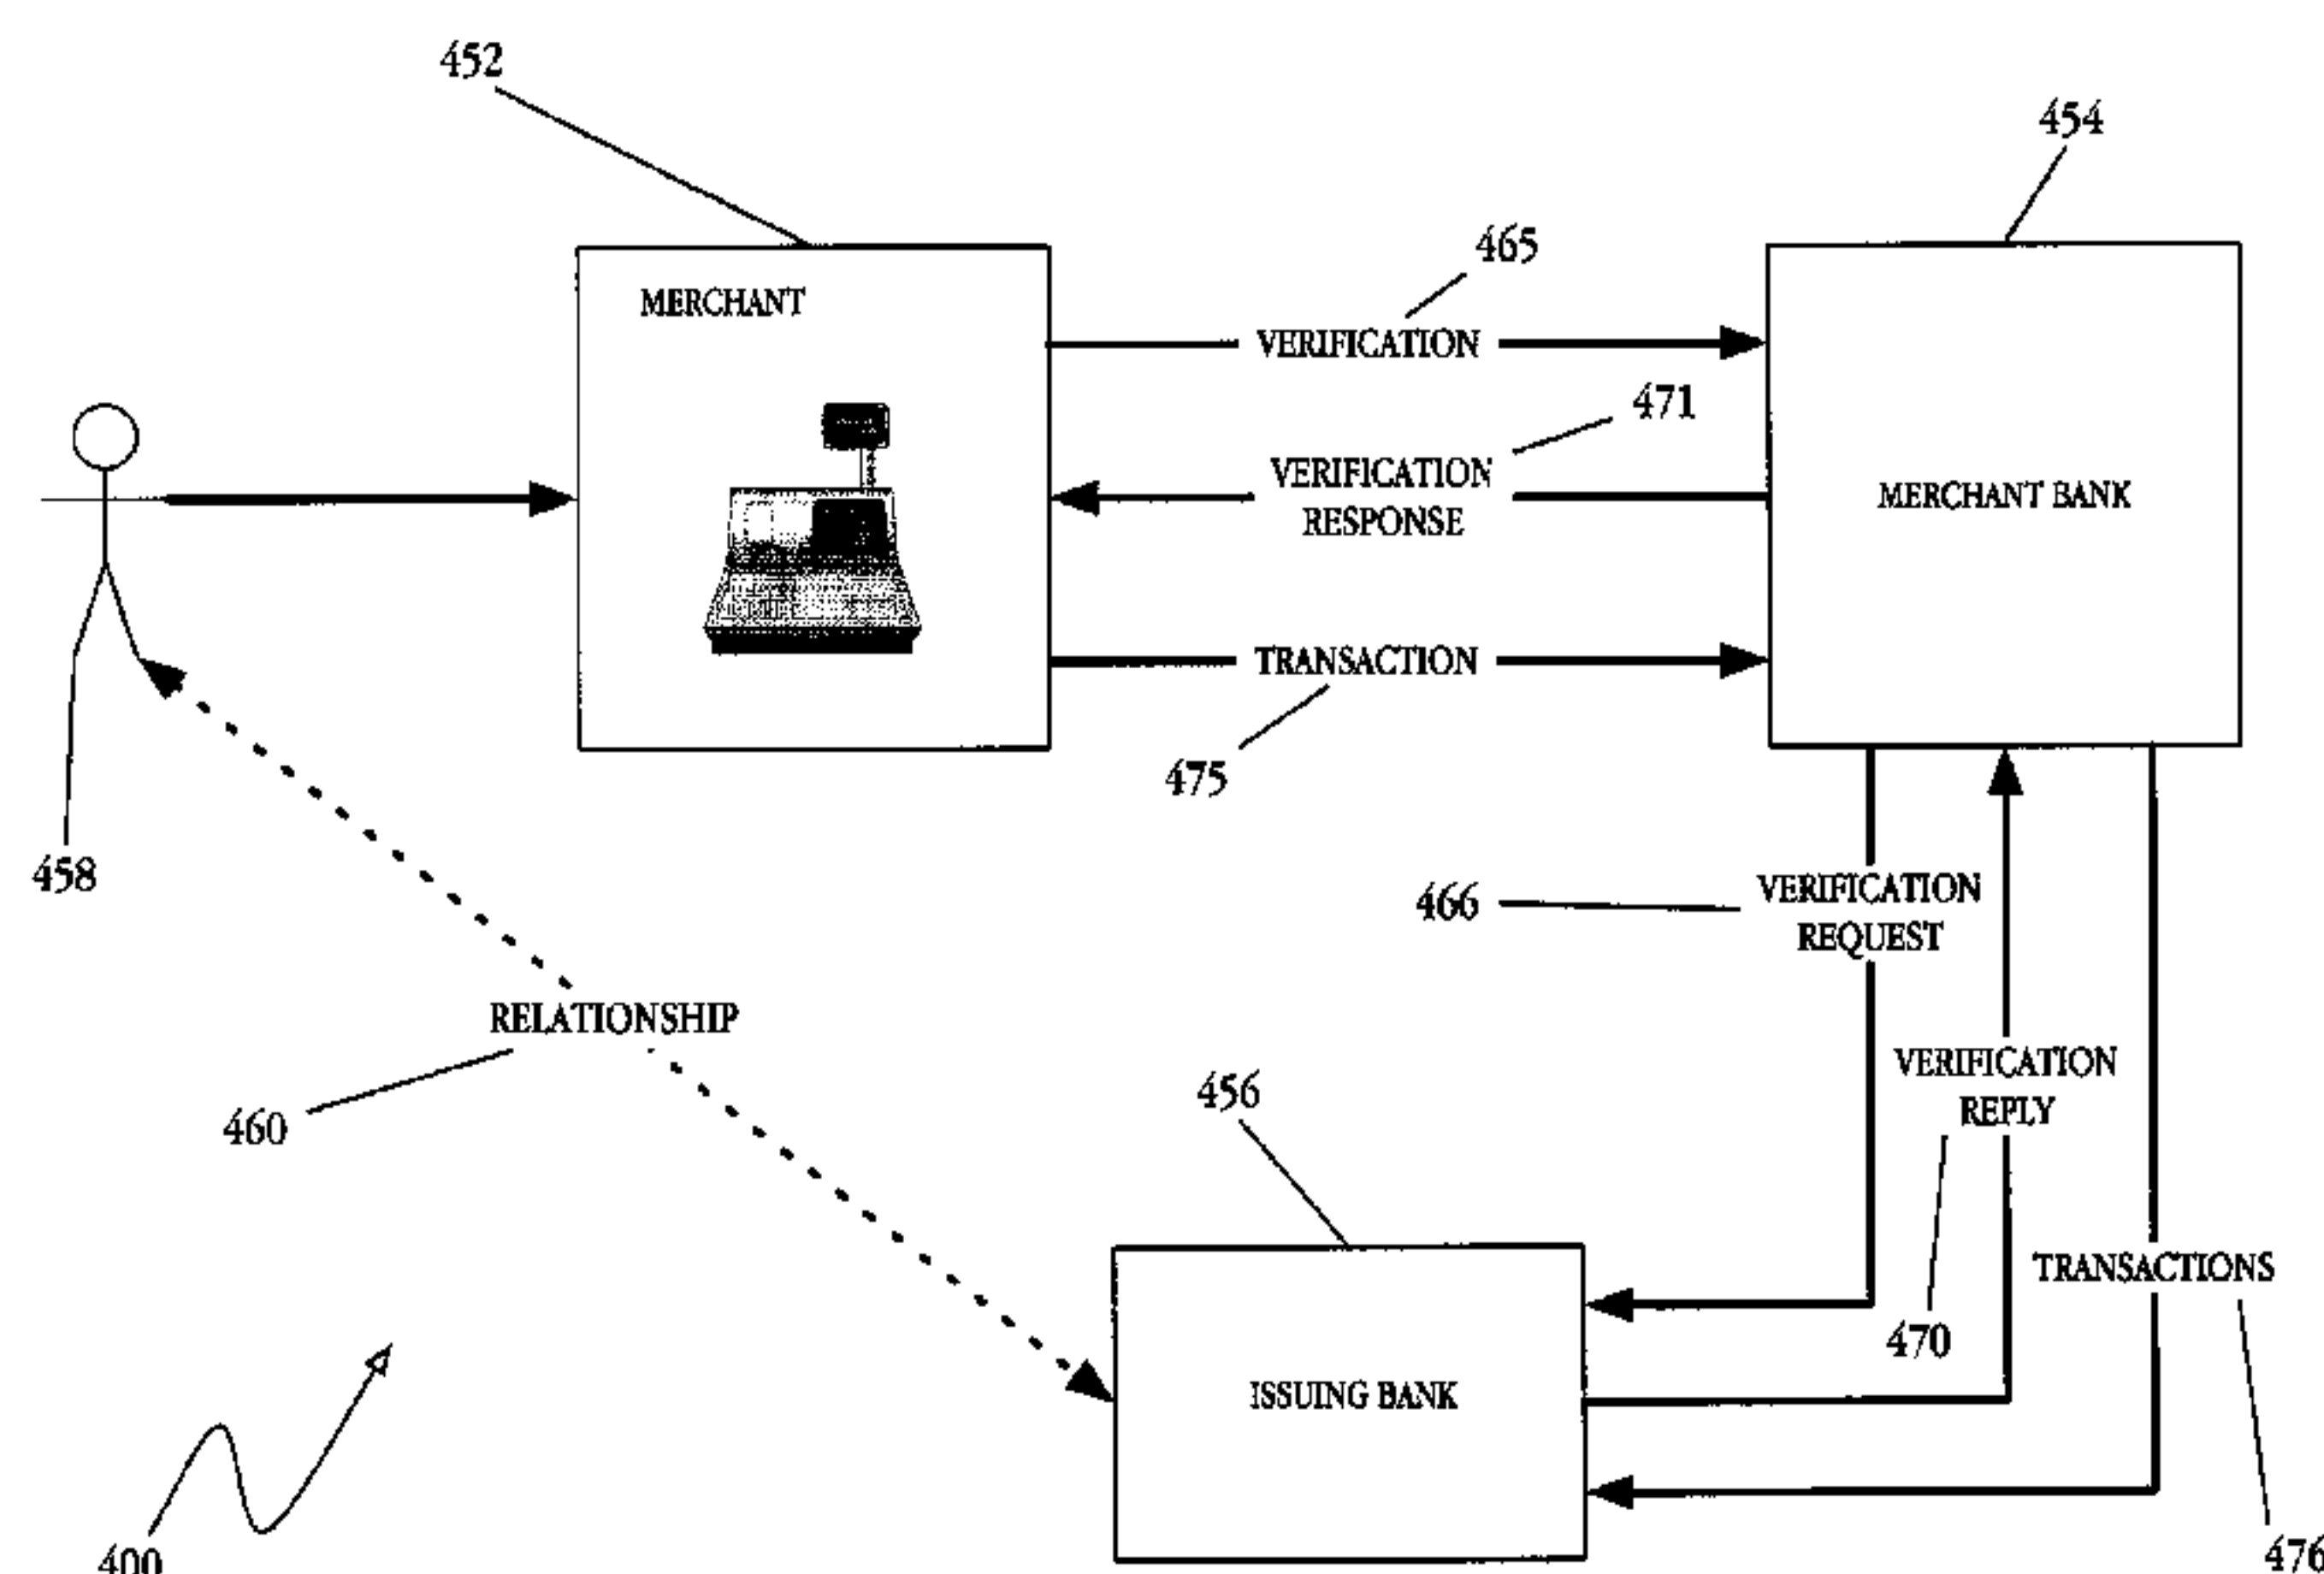 452
454
465
MERCHANT
VERIFICATION
471
VERIFICATION
RESPONSE
MERCHANT BANK
TRANSACTION
475
458
466
VERIFICATION
REQUEST
RELATIONSHIP
460
VERIFICATION
REPLY
456
TRANSACTIONS
470
ISSUING BANK
400
476